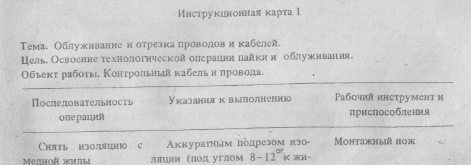 Инструкционная карта 1
Тема. Облуживание и отрезка проводов и кабелей.
Цель. Освоение технологической операции пайки и облуживания.
Объект работы. Контрольный кабель и провода.
Последовательность операций
Указания к выполнению
Рабочий инструмент и приспособления
Снять изоляцию с медной жилы
Аккуратным подрезом изо-
ляции (под углом 8–12° к жи-
Монтажный нож